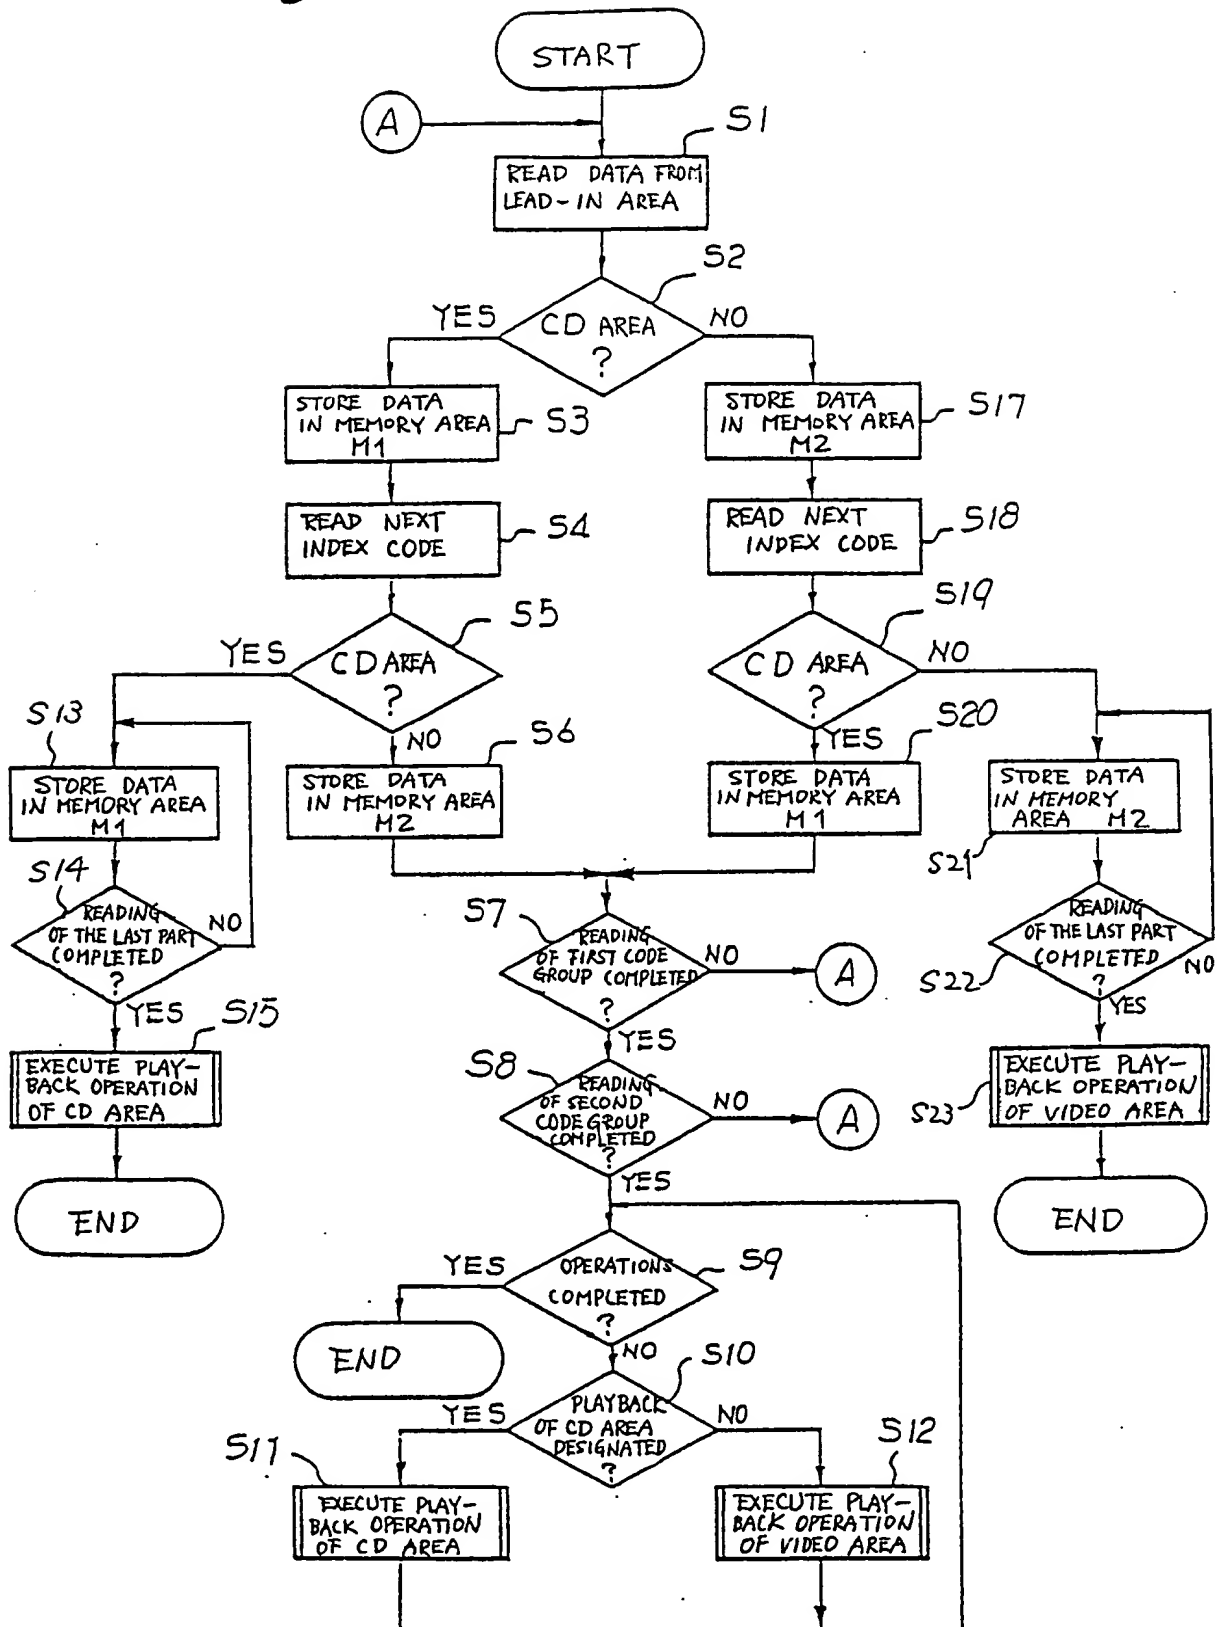 START
A
S1
READ DATA FROM
LEAD-IN AREA
S2
YES
CD AREA
?
NO
STORE DATA
IN MEMORY AREA
M1
S3
STORE DATA
IN MEMORY AREA
M2
S17
READ NEXT
INDEX CODE
S4
READ NEXT
INDEX CODE
S18
S5
YES
CD AREA
?
NO
S19
CD AREA
?
NO
YES
S13
STORE DATA
IN MEMORY AREA
M1
S6
STORE DATA
IN MEMORY AREA
M2
S20
STORE DATA
IN MEMORY AREA
M1
STORE DATA
IN MEMORY
AREA M2
S21
S14
READING
OF THE LAST PART
COMPLETED
?
NO
YES
S7
READING
OF FIRST CODE
GROUP COMPLETED
?
NO
A
YES
READING
OF THE LAST PART
COMPLETED
?
S22
NO
YES
S15
EXECUTE PLAY-
BACK OPERATION
OF CD AREA
S8
READING
OF SECOND
CODE GROUP
COMPLETED
?
NO
A
YES
EXECUTE PLAY-
BACK OPERATION
OF VIDEO AREA
S23
END
END
YES
OPERATIONS
COMPLETED
?
S9
NO
END
S10
YES
PLAYBACK
OF CD AREA
DESIGNATED
?
NO
S11
EXECUTE PLAY-
BACK OPERATION
OF CD AREA
S12
EXECUTE PLAY-
BACK OPERATION
OF VIDEO AREA